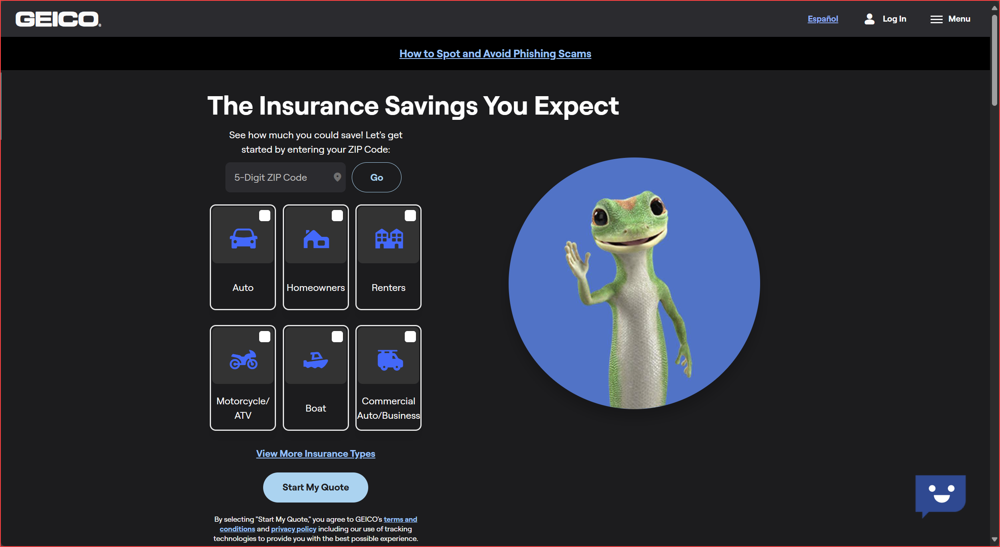 GEICO®
Español
Log In
Menu
How to Spot and Avoid Phishing Scams
The Insurance Savings You Expect
See how much you could save! Let's get
started by entering your ZIP Code:
5-Digit ZIP Code
Go
Auto
Homeowners
Renters
Motorcycle/
ATV
Boat
Commercial
Auto/Business
View More Insurance Types
Start My Quote
By selecting "Start My Quote," you agree to GEICO's terms and
conditions and privacy policy including our use of tracking
technologies to provide you with the best possible experience.